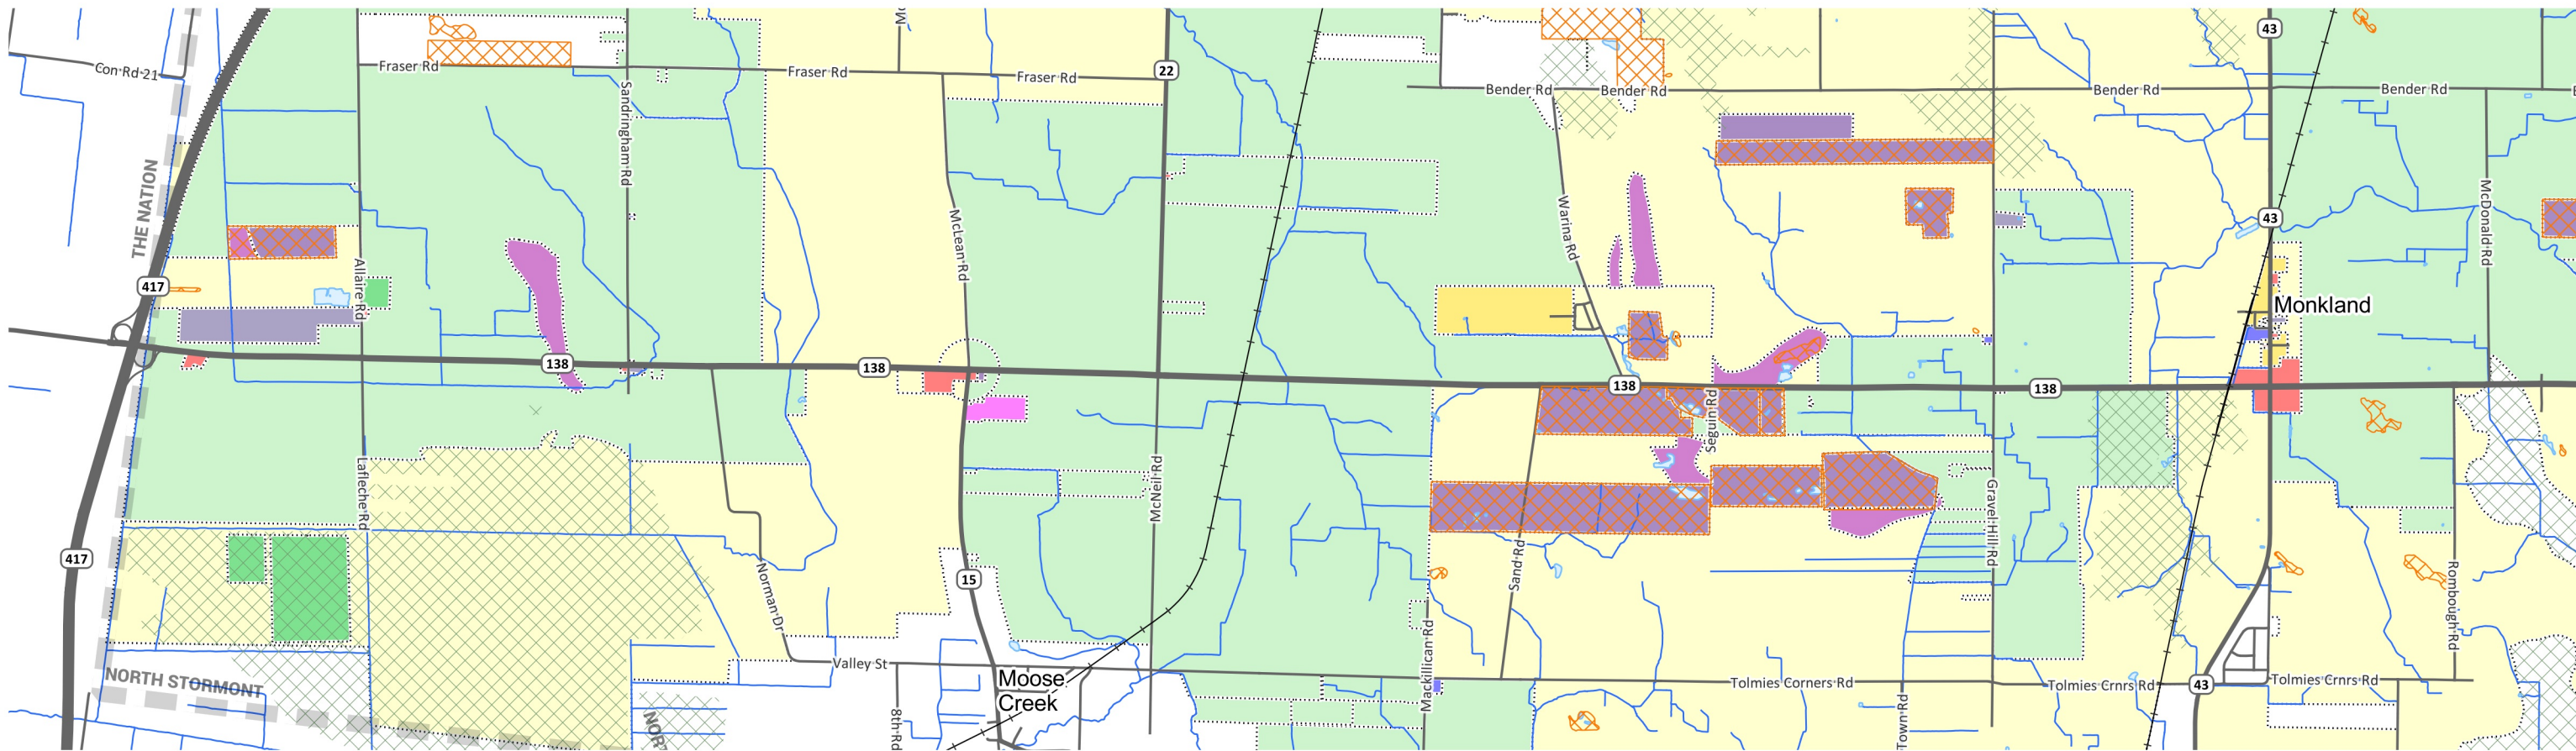 43
Con Rd 21
Fraser Rd
Fraser Rd
Fraser Rd
22
Bender Rd
Bender Rd
Bender Rd
Bender Rd
Sandringham Rd
THE NATION
McLean Rd
Warina Rd
43
McDonald Rd
417
Allaire Rd
Monkland
138
138
138
138
Seguin Rd
Lafleche Rd
McNeil Rd
Gravel Hill Rd
Sand Rd
417
15
Norman Dr
Rombough Rd
Mackillican Rd
Valley St
NORTH STORMONT
Moose
Creek
Tolmies Corners Rd
Tolmies Crnrs Rd
43
Tolmies Crnrs Rd
8th Rd
Town Rd
NORT